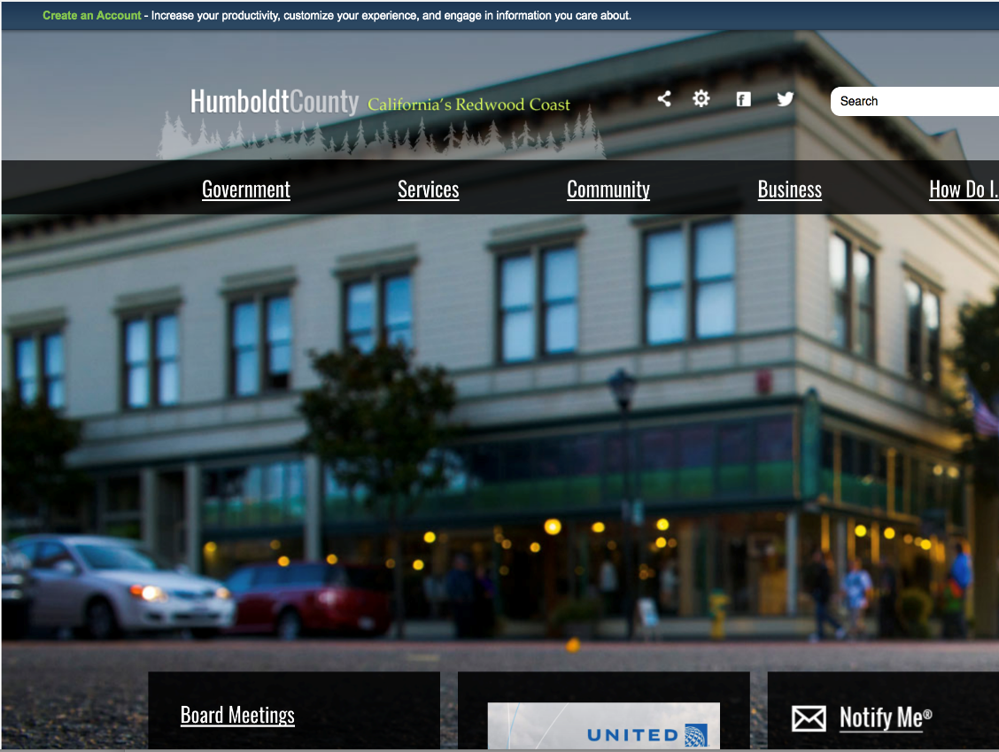 Create an Account - Increase your productivity, customize your experience, and engage in information you care about.
HumboldtCounty California's Redwood Coast
Search
Government Services Community Business How Do I.
Board Meetings
UNITED
Notify Me®